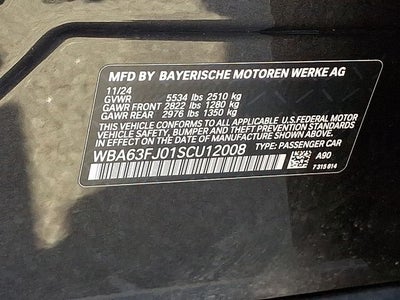 MFD BY BAYERISCHE MOTOREN WERKE AG
11/24
GVWR 5534 lbs 2510 kg
GAWR FRONT 2822 lbs 1280 kg
GAWR REAR 2976 lbs 1350 kg
THIS VEHICLE CONFORMS TO ALL APPLICABLE U.S.FEDERAL MOTOR
VEHICLE SAFETY, BUMPER, AND THEFT PREVENTION STANDARDS
IN EFFECT ON THE DATE OF MANUFACTURE SHOWN ABOVE.
WBA63FJ01SCU12008 TYPE: PASSENGER CAR
A90
7315814